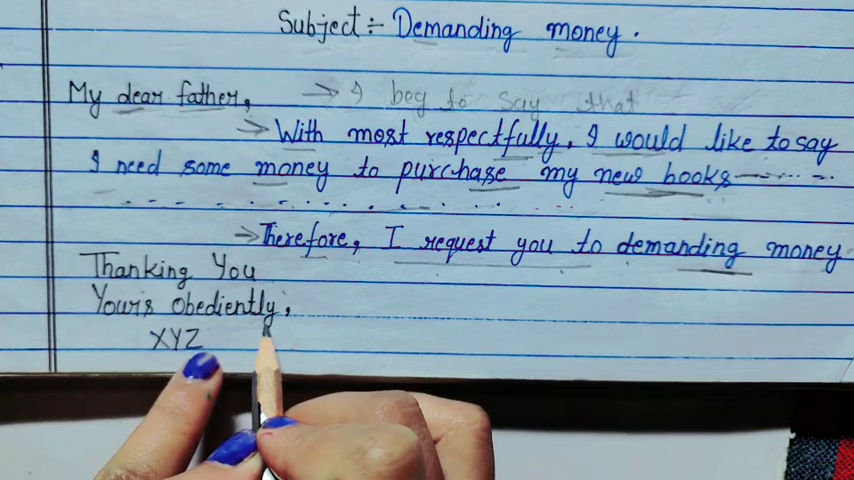 Subject :- Demanding money.
My dear father, → I beg to say that
→ With most respectfully, I would like to say
I need some money to purchase my new books -----....
→ Therefore, I request you to demanding money
Thanking You
Your's obediently,
XYZ